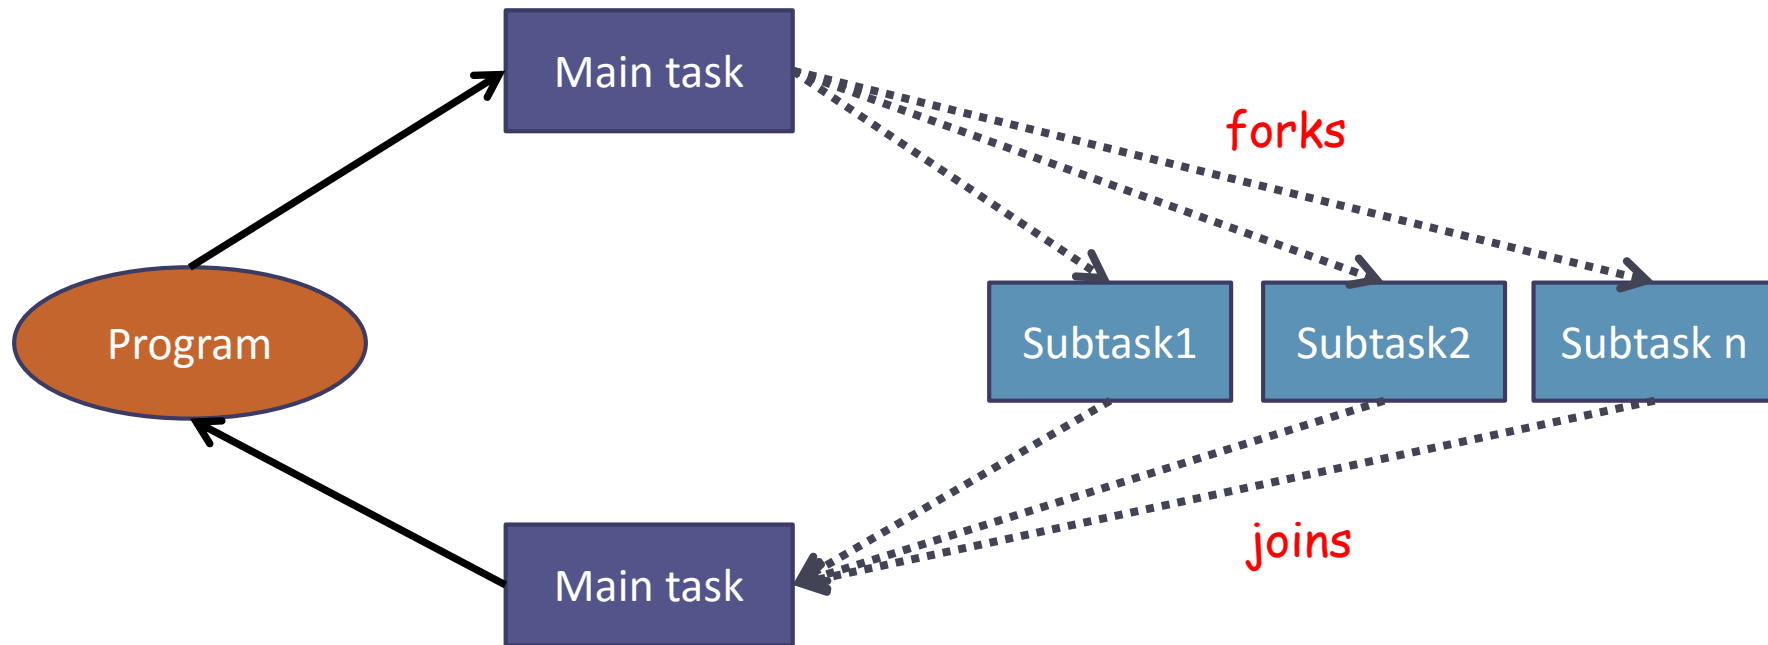 Main task
forks
Program
Subtask1
Subtask2
Subtask n
joins
Main task